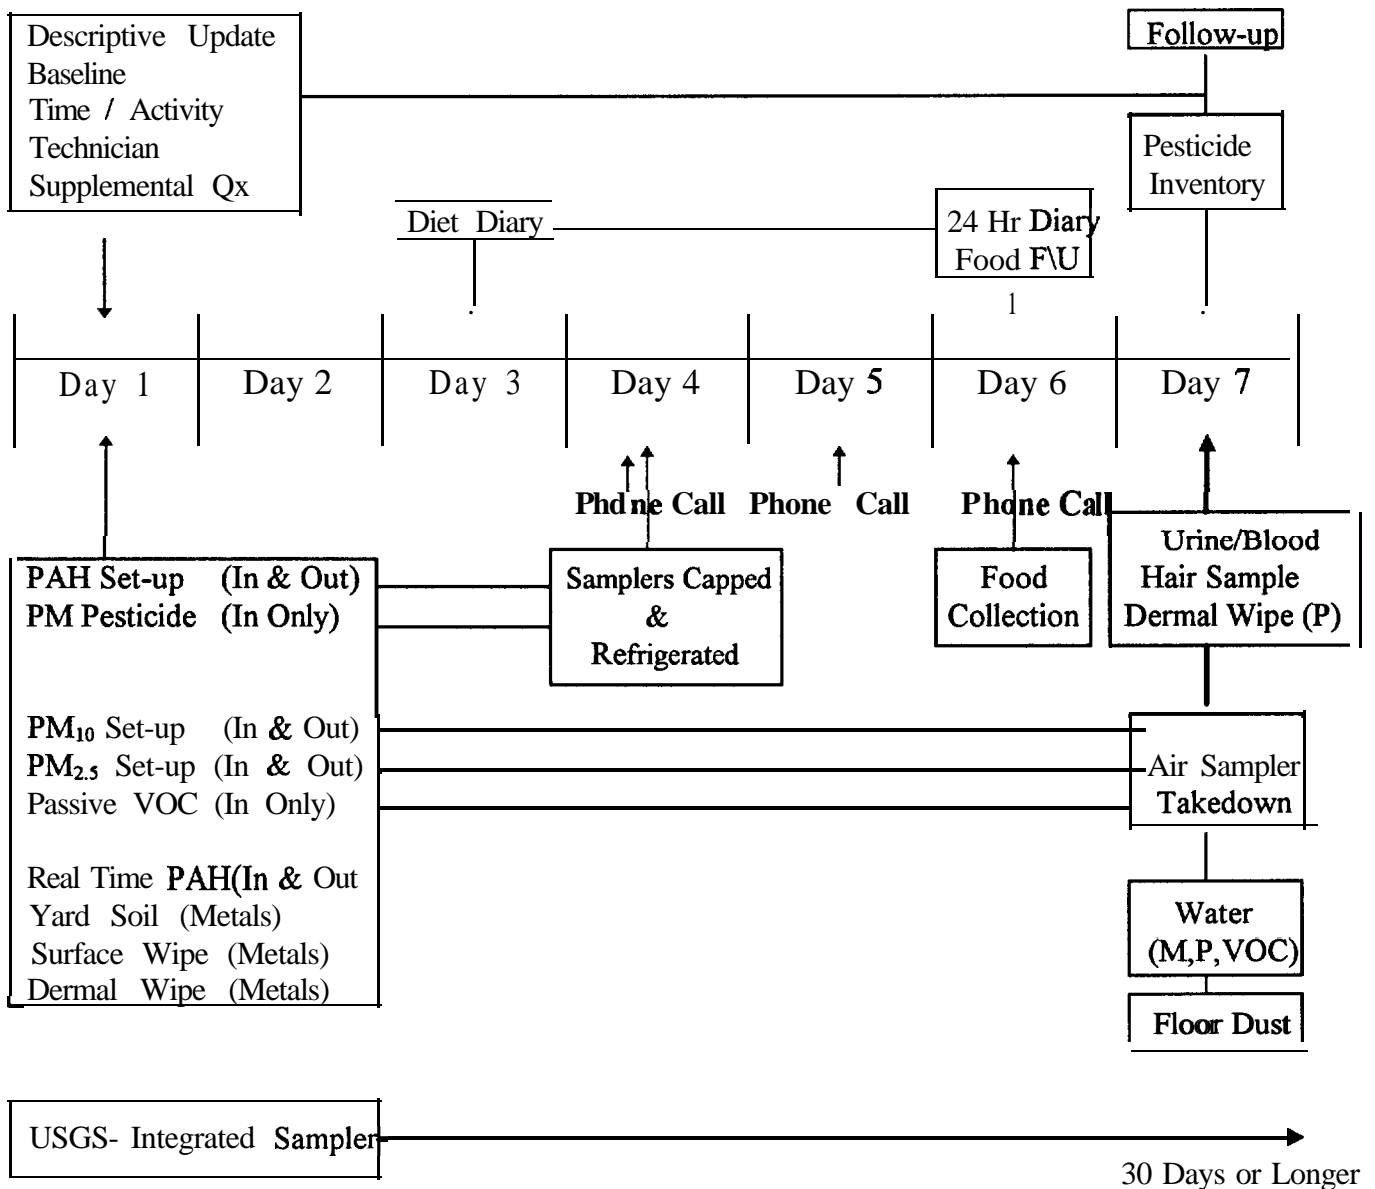 Descriptive Update
Baseline
Time / Activity
Technician
Supplemental Qx
Follow-up
Pesticide
Inventory
Diet Diary
24 Hr Diary
Food F\U
Day 1
Day 2
Day 3
Day 4
Day 5
Day 6
Day 7
Phone Call
Phone Call
Phone Call
PAH Set-up (In & Out)
PM Pesticide (In Only)
Samplers Capped
&
Refrigerated
Food
Collection
Urine/Blood
Hair Sample
Dermal Wipe (P)
PM₁₀ Set-up (In & Out)
PM₂.₅ Set-up (In & Out)
Passive VOC (In Only)
Air Sampler
Takedown
Real Time PAH(In & Out
Yard Soil (Metals)
Surface Wipe (Metals)
Dermal Wipe (Metals)
Water
(M,P,VOC)
Floor Dust
USGS- Integrated Sampler
30 Days or Longer